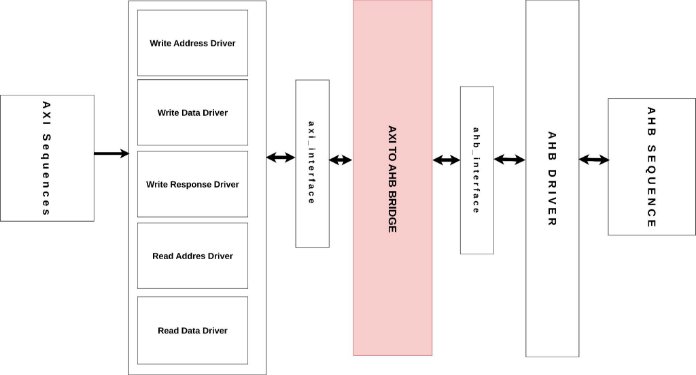 AXI Sequences
Write Address Driver
Write Data Driver
Write Response Driver
Read Addres Driver
Read Data Driver
axi_interface
AXI TO AHB BRIDGE
ahb_interface
AHB DRIVER
AHB SEQUENCE